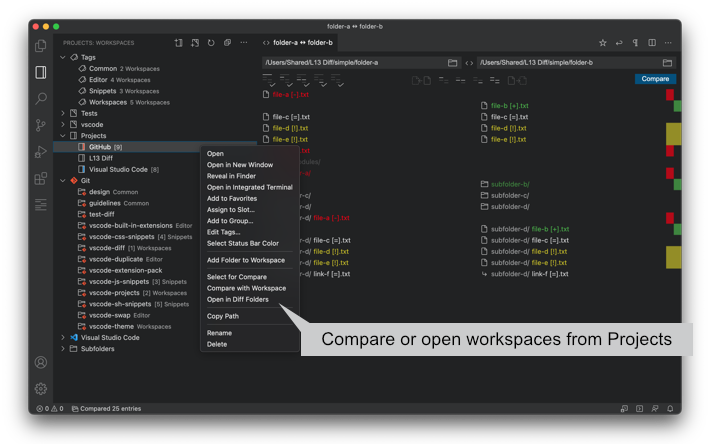 folder-a ↔ folder-b
PROJECTS: WORKSPACES
folder-a ↔ folder-b
/Users/Shared/L13 Diff/simple/folder-a
/Users/Shared/L13 Diff/simple/folder-b
Compare
Tags
Common 2 Workspaces
Editor 4 Workspaces
Snippets 3 Workspaces
Workspaces 5 Workspaces
Tests
vscode
Projects
GitHub [9]
L13 Diff
Visual Studio Code [8]
Git
design Common
guidelines Common
test-diff
vscode-built-in-extensions Editor
vscode-css-snippets [4] Snippets
vscode-diff [1] Workspaces
vscode-duplicate Editor
vscode-extension-pack
vscode-js-snippets [3] Snippets
vscode-projects [2] Workspaces
vscode-sh-snippets [5] Snippets
vscode-swap Editor
vscode-theme Workspaces
Visual Studio Code
Subfolders
Open
Open in New Window
Reveal in Finder
Open in Integrated Terminal
Add to Favorites
Assign to Slot...
Add to Group...
Edit Tags...
Select Status Bar Color
Add Folder to Workspace
Select for Compare
Compare with Workspace
Open in Diff Folders
Copy Path
Rename
Delete
file-a [-].txt
file-c [=].txt
file-d [!].txt
file-e [!].txt
.txt
odules/
r-c/
r-d/
r-d/ file-a [-].txt
r-d/ file-c [=].txt
r-d/ file-d [!].txt
r-d/ file-e [!].txt
r-d/ link-f [=].txt
file-b [+].txt
file-c [=].txt
file-d [!].txt
file-e [!].txt
subfolder-b/
subfolder-c/
subfolder-d/
subfolder-d/ file-b [+].txt
subfolder-d/ file-c [=].txt
subfolder-d/ file-d [!].txt
subfolder-d/ file-e [!].txt
subfolder-d/ link-f [=].txt
Compare or open workspaces from Projects
0 0 Compared 25 entries